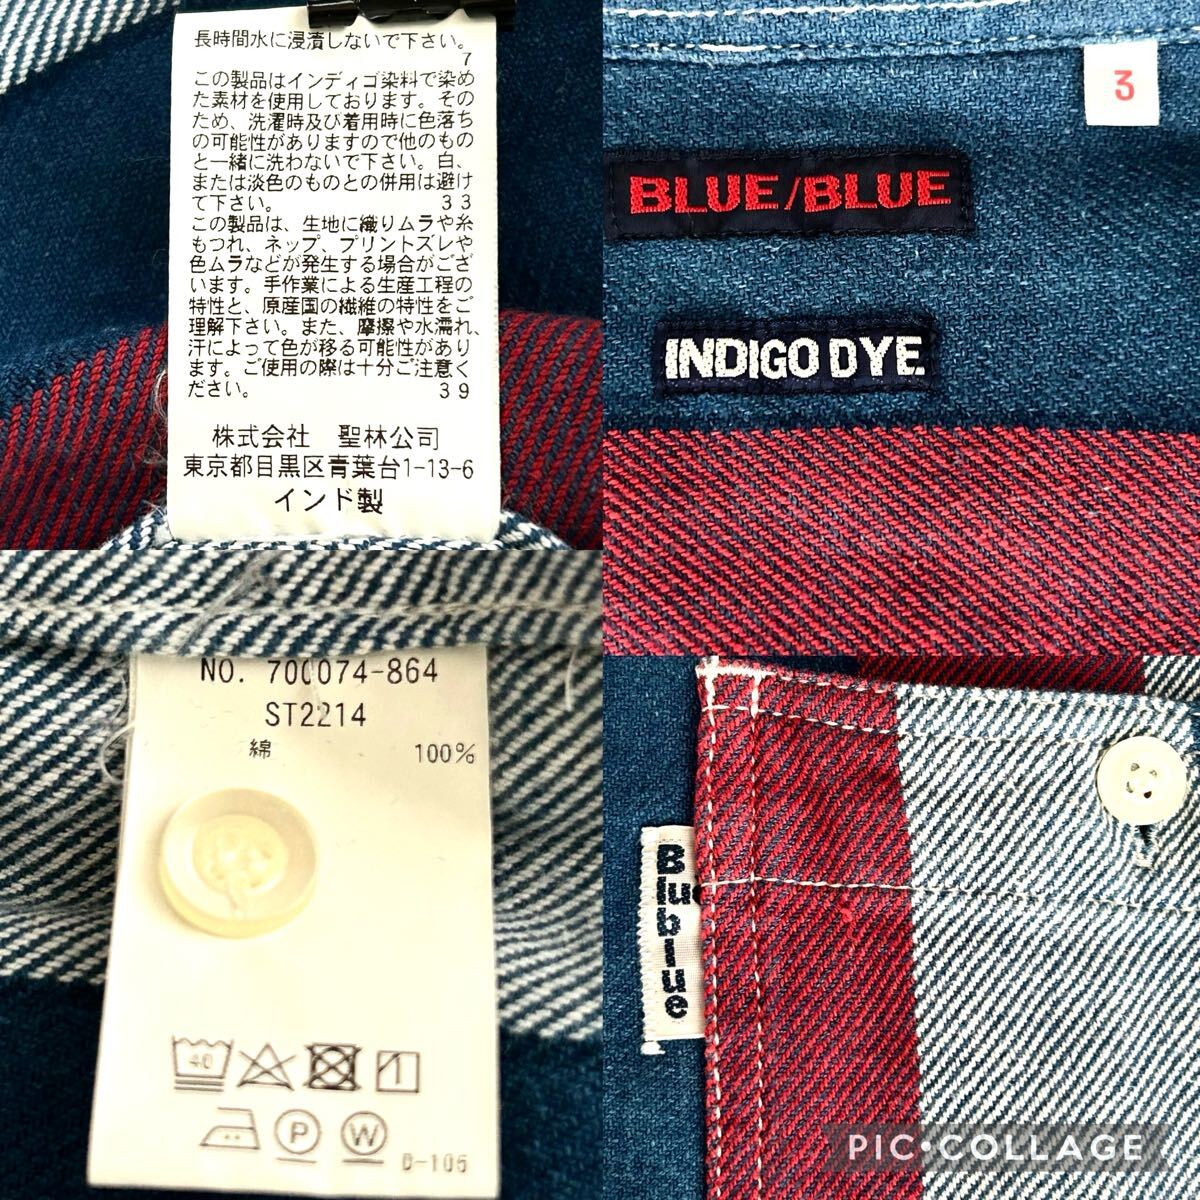 長時間水に浸漬しないで下さい。
7
この製品はインディゴ染料で染め
た素材を使用しております。その
ため、洗濯時及び着用時に色落ち
の可能性がありますので他のもの
と一緒に洗わないで下さい。白、
または淡色のものとの併用は避け
て下さい。 33
この製品は、生地に織りムラや糸
もつれ、ネップ、プリントズレや
色ムラなどが発生する場合がござ
います。手作業による生産工程の
特性と、原産国の繊維の特性をご
理解下さい。また、摩擦や水濡れ、
汗によって色が移る可能性があり
ます。ご使用の際は十分ご注意く
ださい。 39
株式会社 聖林公司
東京都目黒区青葉台1-13-6
インド製
3
BLUE/BLUE
INDIGO DYE
NO. 700074-864
ST2214
綿 100%
40
P W
D-106
PIC•COLLAGE